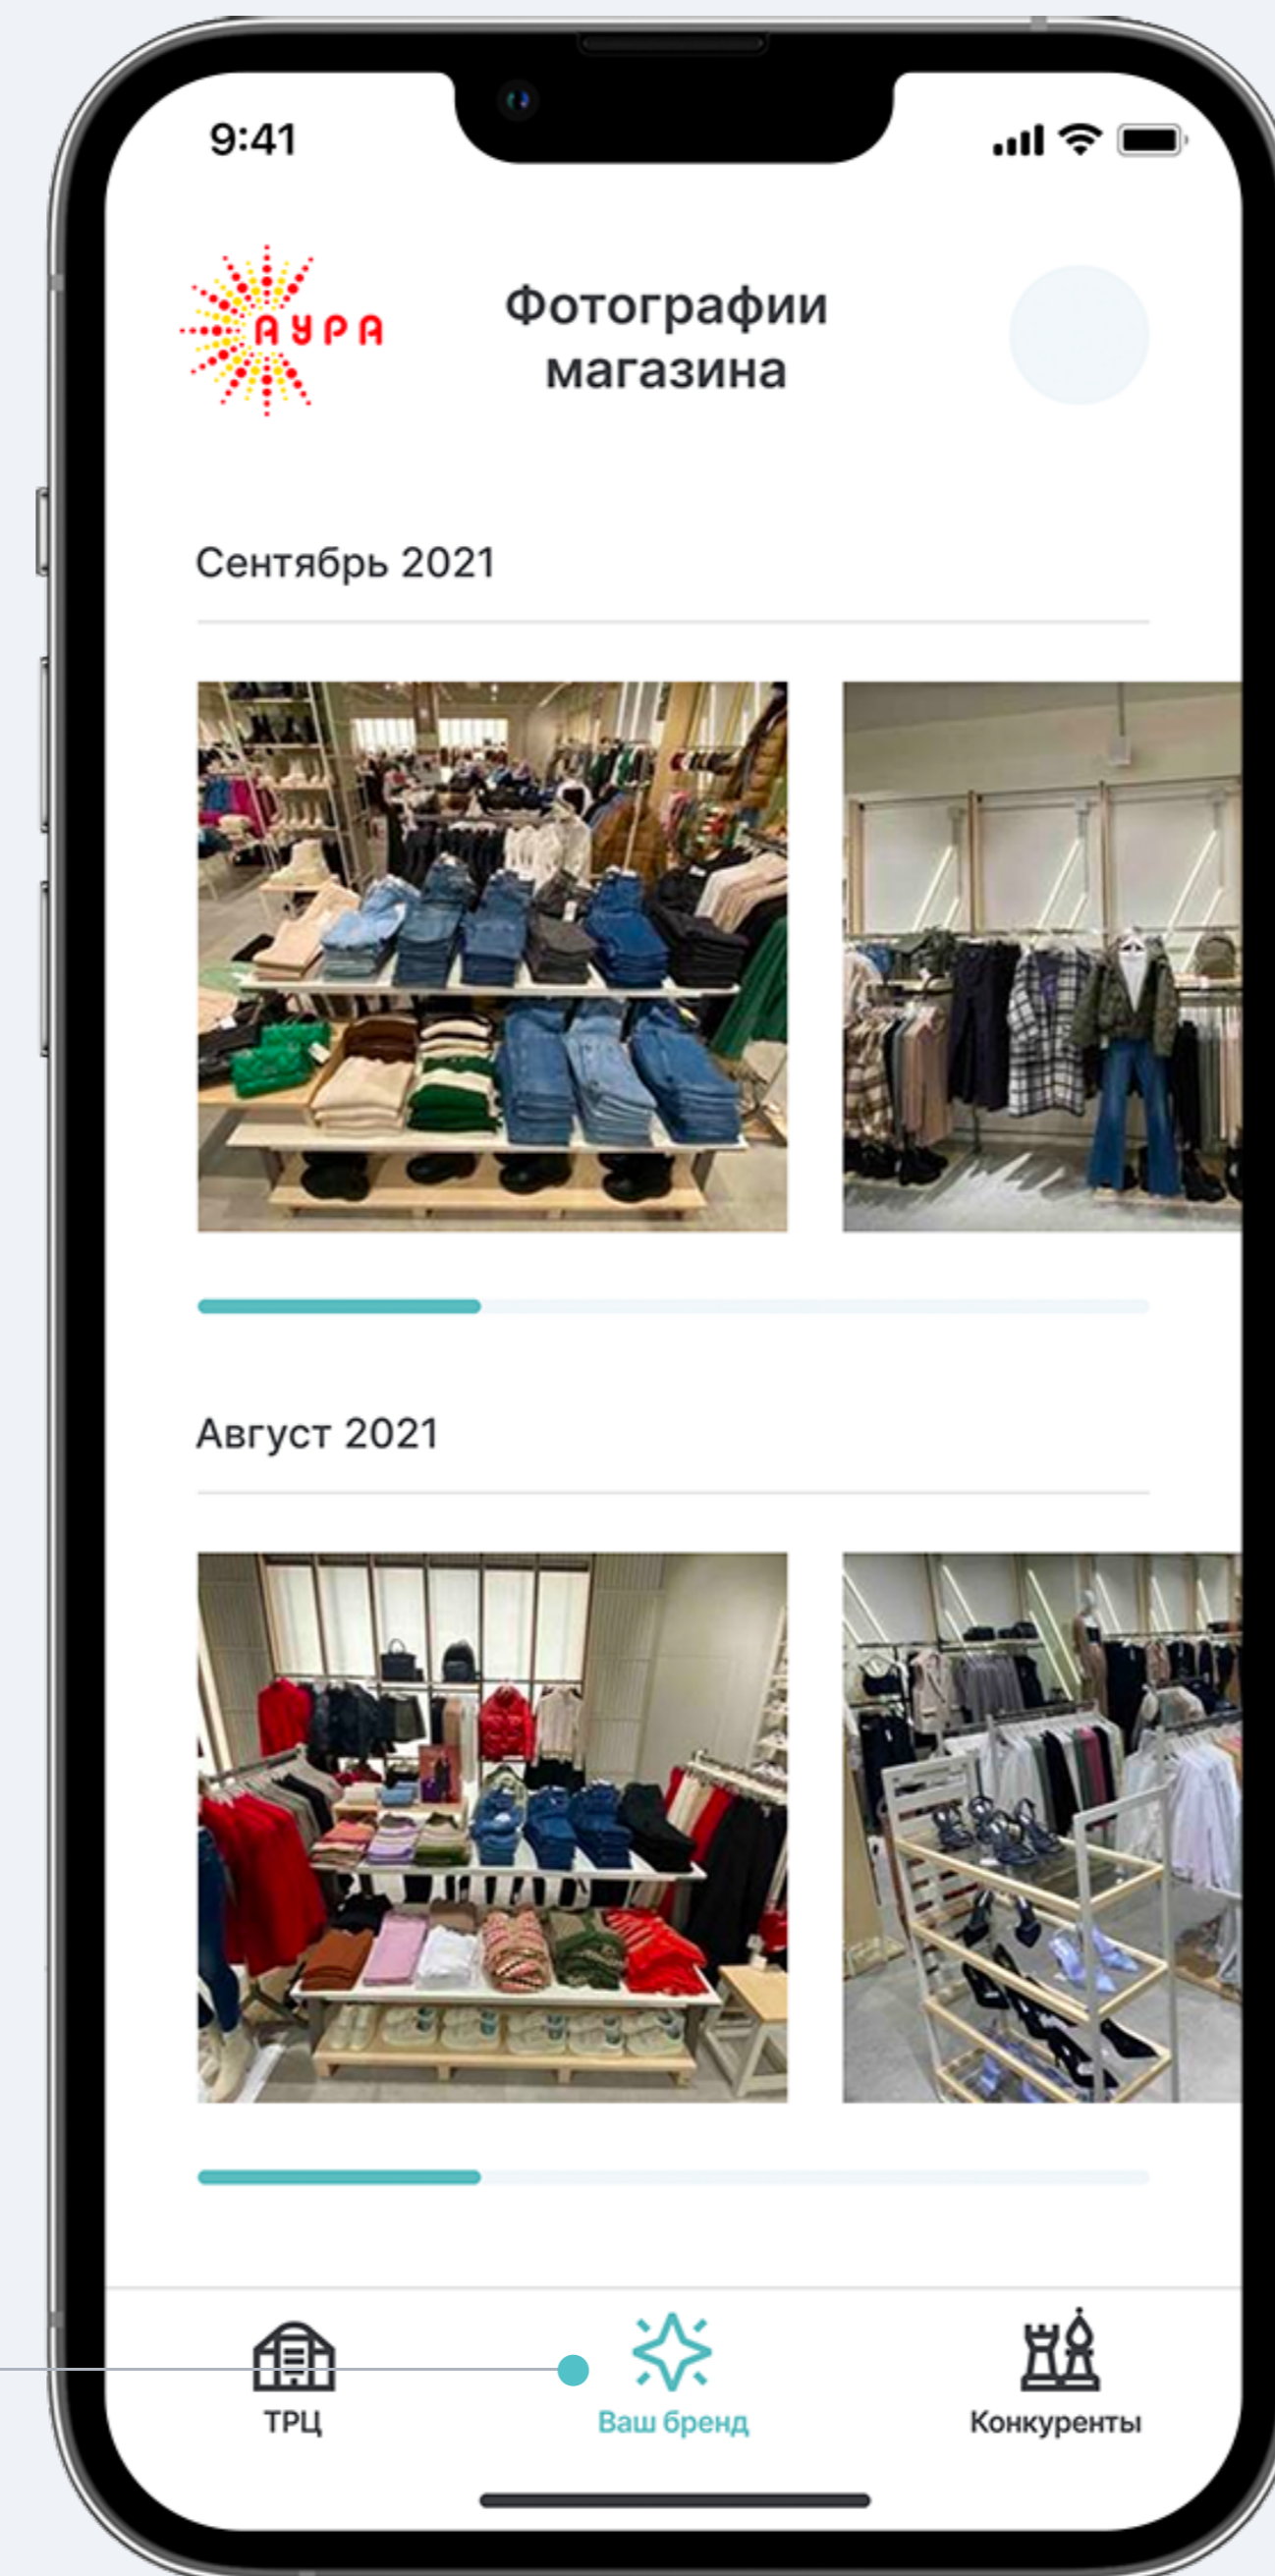 9:41
АУРА
Фотографии
магазина
Сентябрь 2021
Август 2021
ТРЦ
Ваш бренд
Конкуренты